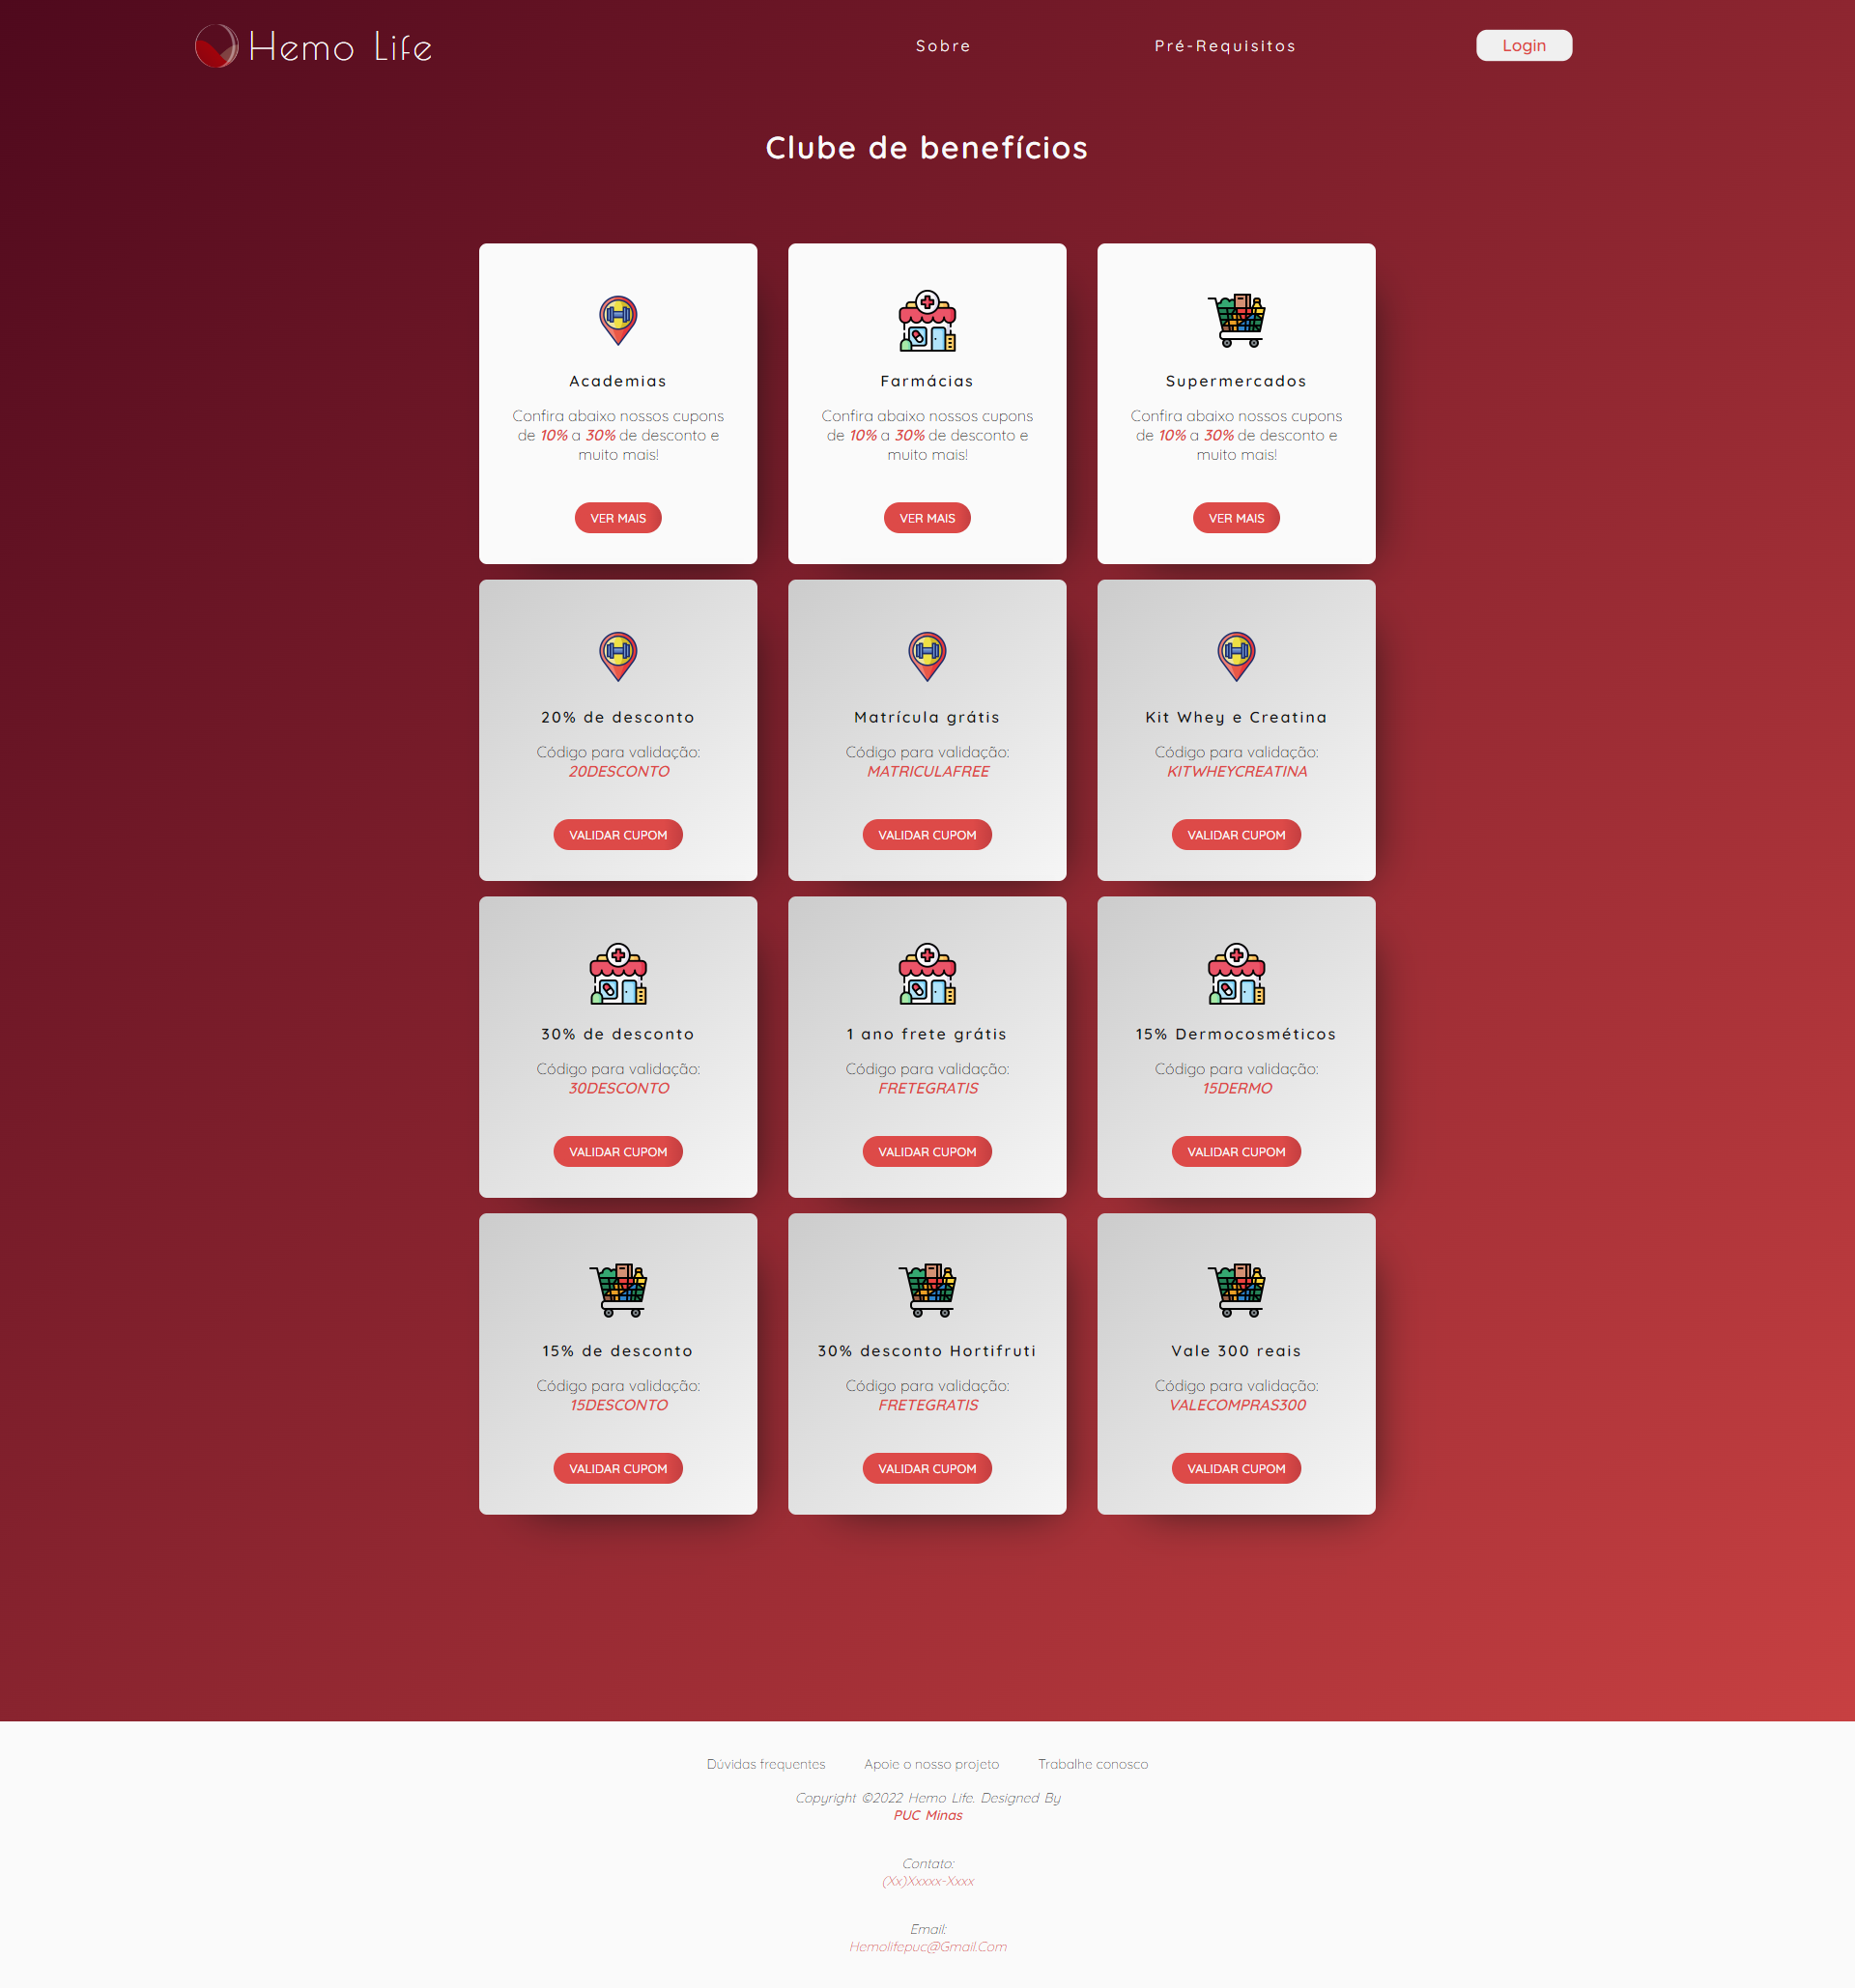 Hemo Life
Sobre
Pré-Requisitos
Login
Clube de benefícios
Academias
Confira abaixo nossos cupons
de 10% a 30% de desconto e
muito mais!
VER MAIS
Farmácias
Confira abaixo nossos cupons
de 10% a 30% de desconto e
muito mais!
VER MAIS
Supermercados
Confira abaixo nossos cupons
de 10% a 30% de desconto e
muito mais!
VER MAIS
20% de desconto
Código para validação:
20DESCONTO
VALIDAR CUPOM
Matrícula grátis
Código para validação:
MATRICULAFREE
VALIDAR CUPOM
Kit Whey e Creatina
Código para validação:
KITWHEYCREATINA
VALIDAR CUPOM
30% de desconto
Código para validação:
30DESCONTO
VALIDAR CUPOM
1 ano frete grátis
Código para validação:
FRETEGRATIS
VALIDAR CUPOM
15% Dermocosméticos
Código para validação:
15DERMO
VALIDAR CUPOM
15% de desconto
Código para validação:
15DESCONTO
VALIDAR CUPOM
30% desconto Hortifruti
Código para validação:
FRETEGRATIS
VALIDAR CUPOM
Vale 300 reais
Código para validação:
VALECOMPRAS300
VALIDAR CUPOM
Dúvidas frequentes
Apoie o nosso projeto
Trabalhe conosco
Copyright ©2022 Hemo Life. Designed By
PUC Minas
Contato:
(Xx)Xxxxx-Xxxx
Email:
Hemolifepuc@Gmail.Com